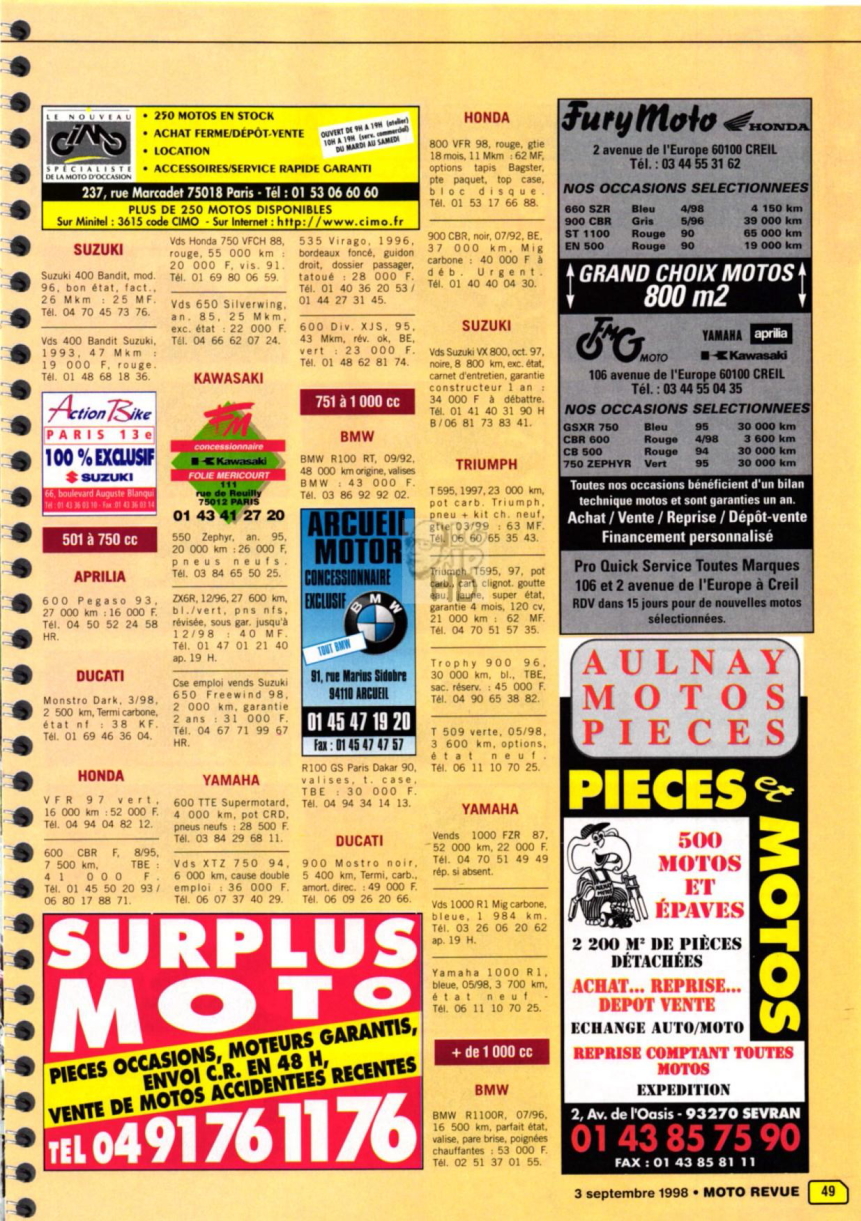 LE NOUVEAU
CIMO
SPÉCIALISTE
DE LA MOTO D'OCCASION
• 250 MOTOS EN STOCK
• ACHAT FERME/DÉPÔT-VENTE
• LOCATION
• ACCESSOIRES/SERVICE RAPIDE GARANTI
OUVERT DE 9H A 19H (atelier)
10H A 19H (serv. commercial)
DU MARDI AU SAMEDI
237, rue Marcadet 75018 Paris - Tél : 01 53 06 60 60
PLUS DE 250 MOTOS DISPONIBLES
Sur Minitel : 3615 code CIMO - Sur Internet : http://www.cimo.fr
SUZUKI
Suzuki 400 Bandit, mod.
96, bon état, fact.,
26 Mkm : 25 MF.
Tél. 04 70 45 73 76.
Vds 400 Bandit Suzuki,
1993, 47 Mkm :
19 000 F, rouge.
Tél. 01 48 68 18 36.
Action Bike
PARIS 13e
100 % EXCLUSIF
SUZUKI
66, boulevard Auguste Blanqui
Tél : 01 43 36 03 10 - Fax : 01 43 36 03 14
501 à 750 cc
APRILIA
600 Pegaso 93,
27 000 km : 16 000 F.
Tél. 04 50 52 24 58
HR.
DUCATI
Monstro Dark, 3/98,
2 500 km, Termi carbone,
état nf : 38 KF.
Tél. 01 69 46 36 04.
HONDA
VFR 97 vert,
16 000 km : 52 000 F.
Tél. 04 94 04 82 12.
600 CBR F, 8/95,
7 500 km, TBE :
41 000 F.
Tél. 01 45 50 20 93 /
06 80 17 88 71.
Vds Honda 750 VFCH 88,
rouge, 55 000 km :
20 000 F, vis. 91.
Tél. 01 69 80 06 59.
Vds 650 Silverwing,
an. 85, 25 Mkm,
exc. état : 22 000 F.
Tél. 04 66 62 07 24.
KAWASAKI
FM
concessionnaire
Kawasaki
FOLIE MERICOURT
111
rue de Reuilly
75012 PARIS
01 43 41 27 20
550 Zephyr, an. 95,
20 000 km : 26 000 F,
pneus neufs.
Tél. 03 84 65 50 25.
ZX6R, 12/96, 27 600 km,
bl./vert, pns nfs,
révisée, sous gar. jusqu'à
12/98 : 40 MF.
Tél. 01 47 01 21 40
ap. 19 H.
Cse emploi vends Suzuki
650 Freewind 98,
2 000 km, garantie
2 ans : 31 000 F.
Tél. 04 67 71 99 67
HR.
YAMAHA
600 TTE Supermotard,
4 000 km, pot CRD,
pneus neufs : 28 500 F.
Tél. 03 84 29 68 11.
Vds XTZ 750 94,
6 000 km, cause double
emploi : 36 000 F.
Tél. 06 07 37 40 29.
535 Virago, 1996,
bordeaux foncé, guidon
droit, dossier passager,
tatoué : 28 000 F.
Tél. 01 40 36 20 53 /
01 44 27 31 45.
600 Div. XJS, 95,
43 Mkm, rév. ok, BE,
vert : 23 000 F.
Tél. 01 48 62 81 74.
751 à 1 000 cc
BMW
BMW R100 RT, 09/92,
48 000 km origine, valises
BMW : 43 000 F.
Tél. 03 86 92 92 02.
ARCUEIL
MOTOR
CONCESSIONNAIRE
EXCLUSIF
BMW
TOUT BMW
91, rue Marius Sidobre
94110 ARCUEIL
01 45 47 19 20
Fax : 01 45 47 47 57
R100 GS Paris Dakar 90,
valises, t. case,
TBE : 30 000 F.
Tél. 04 94 34 14 13.
DUCATI
900 Mostro noir,
5 400 km, Termi, carb.,
amort. direc. : 49 000 F.
Tél. 06 09 26 20 66.
SURPLUS
MOTO
PIECES OCCASIONS, MOTEURS GARANTIS,
ENVOI C.R. EN 48 H,
VENTE DE MOTOS ACCIDENTEES RECENTES
TEL 04 91 76 11 76
HONDA
800 VFR 98, rouge, gtie
18 mois, 11 Mkm : 62 MF,
options tapis Bagster,
pte paquet, top case,
bloc disque.
Tél. 01 53 17 66 88.
900 CBR, noir, 07/92, BE,
37 000 km, Mig
carbone : 40 000 F à
déb. Urgent.
Tél. 01 40 40 04 30.
SUZUKI
Vds Suzuki VX 800, oct. 97,
noire, 8 800 km, exc. état,
carnet d'entretien, garantie
constructeur 1 an :
34 000 F à débattre.
Tél. 01 41 40 31 90 H
B / 06 81 73 83 41.
TRIUMPH
T 595, 1997, 23 000 km,
pot carb. Triumph,
pneu + kit ch. neuf,
gtie 03/99 : 63 MF.
Tél. 06 60 65 35 43.
Triumph T595, 97, pot
carb., cart. clignot. goutte
eau, jaune, super état,
garantie 4 mois, 120 cv,
21 000 km : 62 MF.
Tél. 04 70 51 57 35.
Trophy 900 96,
30 000 km, bl., TBE,
sac. réserv. : 45 000 F.
Tél. 04 90 65 38 82.
T 509 verte, 05/98,
3 600 km, options,
état neuf.
Tél. 06 11 10 70 25.
YAMAHA
Vends 1000 FZR 87,
52 000 km, 22 000 F.
Tél. 04 70 51 49 49
rép. si absent.
Vds 1000 R1 Mig carbone,
bleue, 1 984 km.
Tél. 03 26 06 20 62
ap. 19 H.
Yamaha 1000 R1,
bleue, 05/98, 3 700 km,
état neuf -
Tél. 06 11 10 70 25.
+ de 1 000 cc
BMW
BMW R1100R, 07/96,
16 500 km, parfait état,
valise, pare brise, poignées
chauffantes : 53 000 F.
Tél. 02 51 37 01 55.
Fury Moto HONDA
2 avenue de l'Europe 60100 CREIL
Tél. : 03 44 55 31 62
NOS OCCASIONS SELECTIONNEES
660 SZR Bleu 4/98 4 150 km
900 CBR Gris 5/96 39 000 km
ST 1100 Rouge 90 65 000 km
EN 500 Rouge 90 19 000 km
GRAND CHOIX MOTOS
800 m2
JMG MOTO
YAMAHA aprilia
Kawasaki
106 avenue de l'Europe 60100 CREIL
Tél. : 03 44 55 04 35
NOS OCCASIONS SELECTIONNEES
GSXR 750 Bleu 95 30 000 km
CBR 600 Rouge 4/98 3 600 km
CB 500 Rouge 94 30 000 km
750 ZEPHYR Vert 95 30 000 km
Toutes nos occasions bénéficient d'un bilan
technique motos et sont garanties un an.
Achat / Vente / Reprise / Dépôt-vente
Financement personnalisé
Pro Quick Service Toutes Marques
106 et 2 avenue de l'Europe à Creil
RDV dans 15 jours pour de nouvelles motos
sélectionnées.
AULNAY
MOTOS
PIECES
PIECES et
MOTOS
500
MOTOS
ET
ÉPAVES
2 200 M² DE PIÈCES
DÉTACHÉES
ACHAT... REPRISE...
DEPOT VENTE
ECHANGE AUTO/MOTO
REPRISE COMPTANT TOUTES
MOTOS
EXPEDITION
2, Av. de l'Oasis - 93270 SEVRAN
01 43 85 75 90
FAX : 01 43 85 81 11
3 septembre 1998 • MOTO REVUE 49